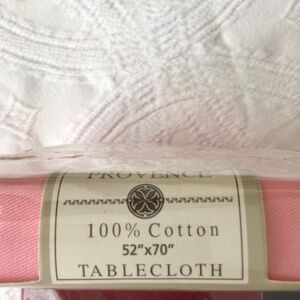 PROVENCE
100% Cotton
52"x70"
TABLECLOTH